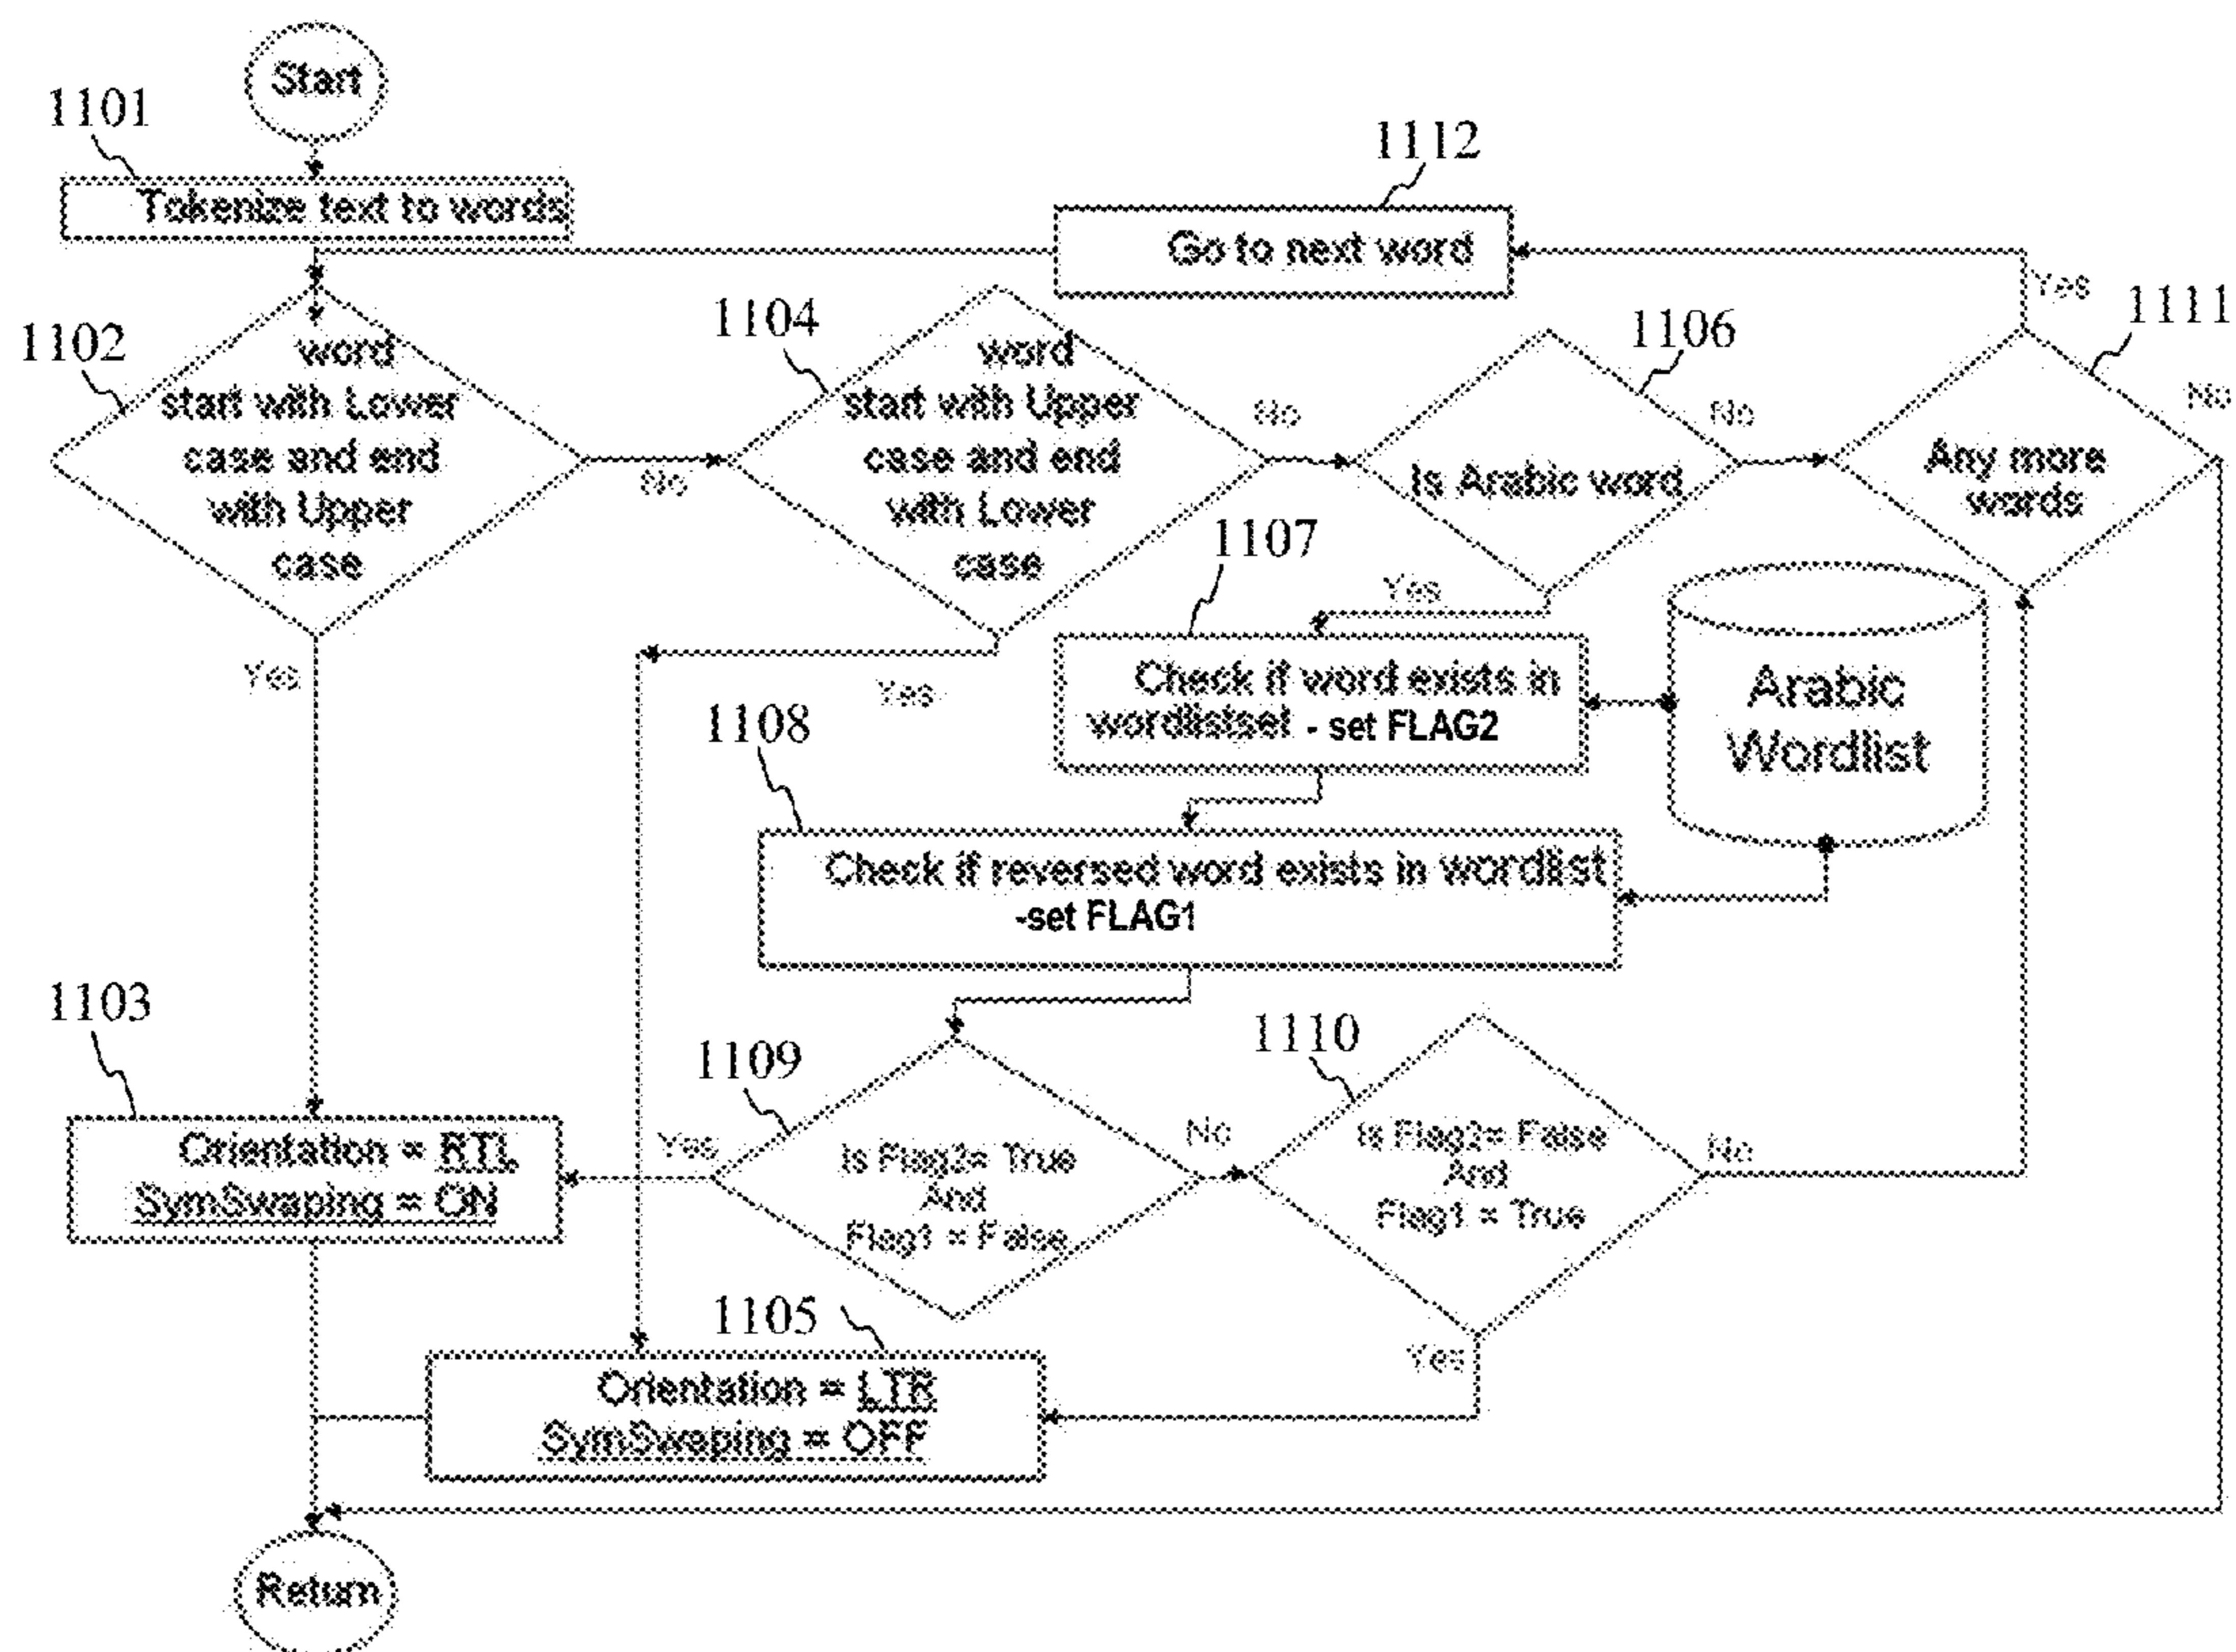 Start
1101
Tokenize text to words
1112
Go to next word
1102
word
start with Lower
case and end
with Upper
case
Yes
No
1104
word
start with Upper
case and end
with Lower
case
No
Yes
1106
Is Arabic word
No
Yes
1111
Any more
words
Yes
No
1107
Check if word exists in
wordlistset - set FLAG2
Arabic
Wordlist
1108
Check if reversed word exists in wordlist
-set FLAG1
1103
Orientation = RTL
SymSwaping = ON
1109
Is Flag2= True
And
Flag1 = False
Yes
No
1110
Is Flag2= False
And
Flag1 = True
No
Yes
1105
Orientation = LTR
SymSwaping = OFF
Return